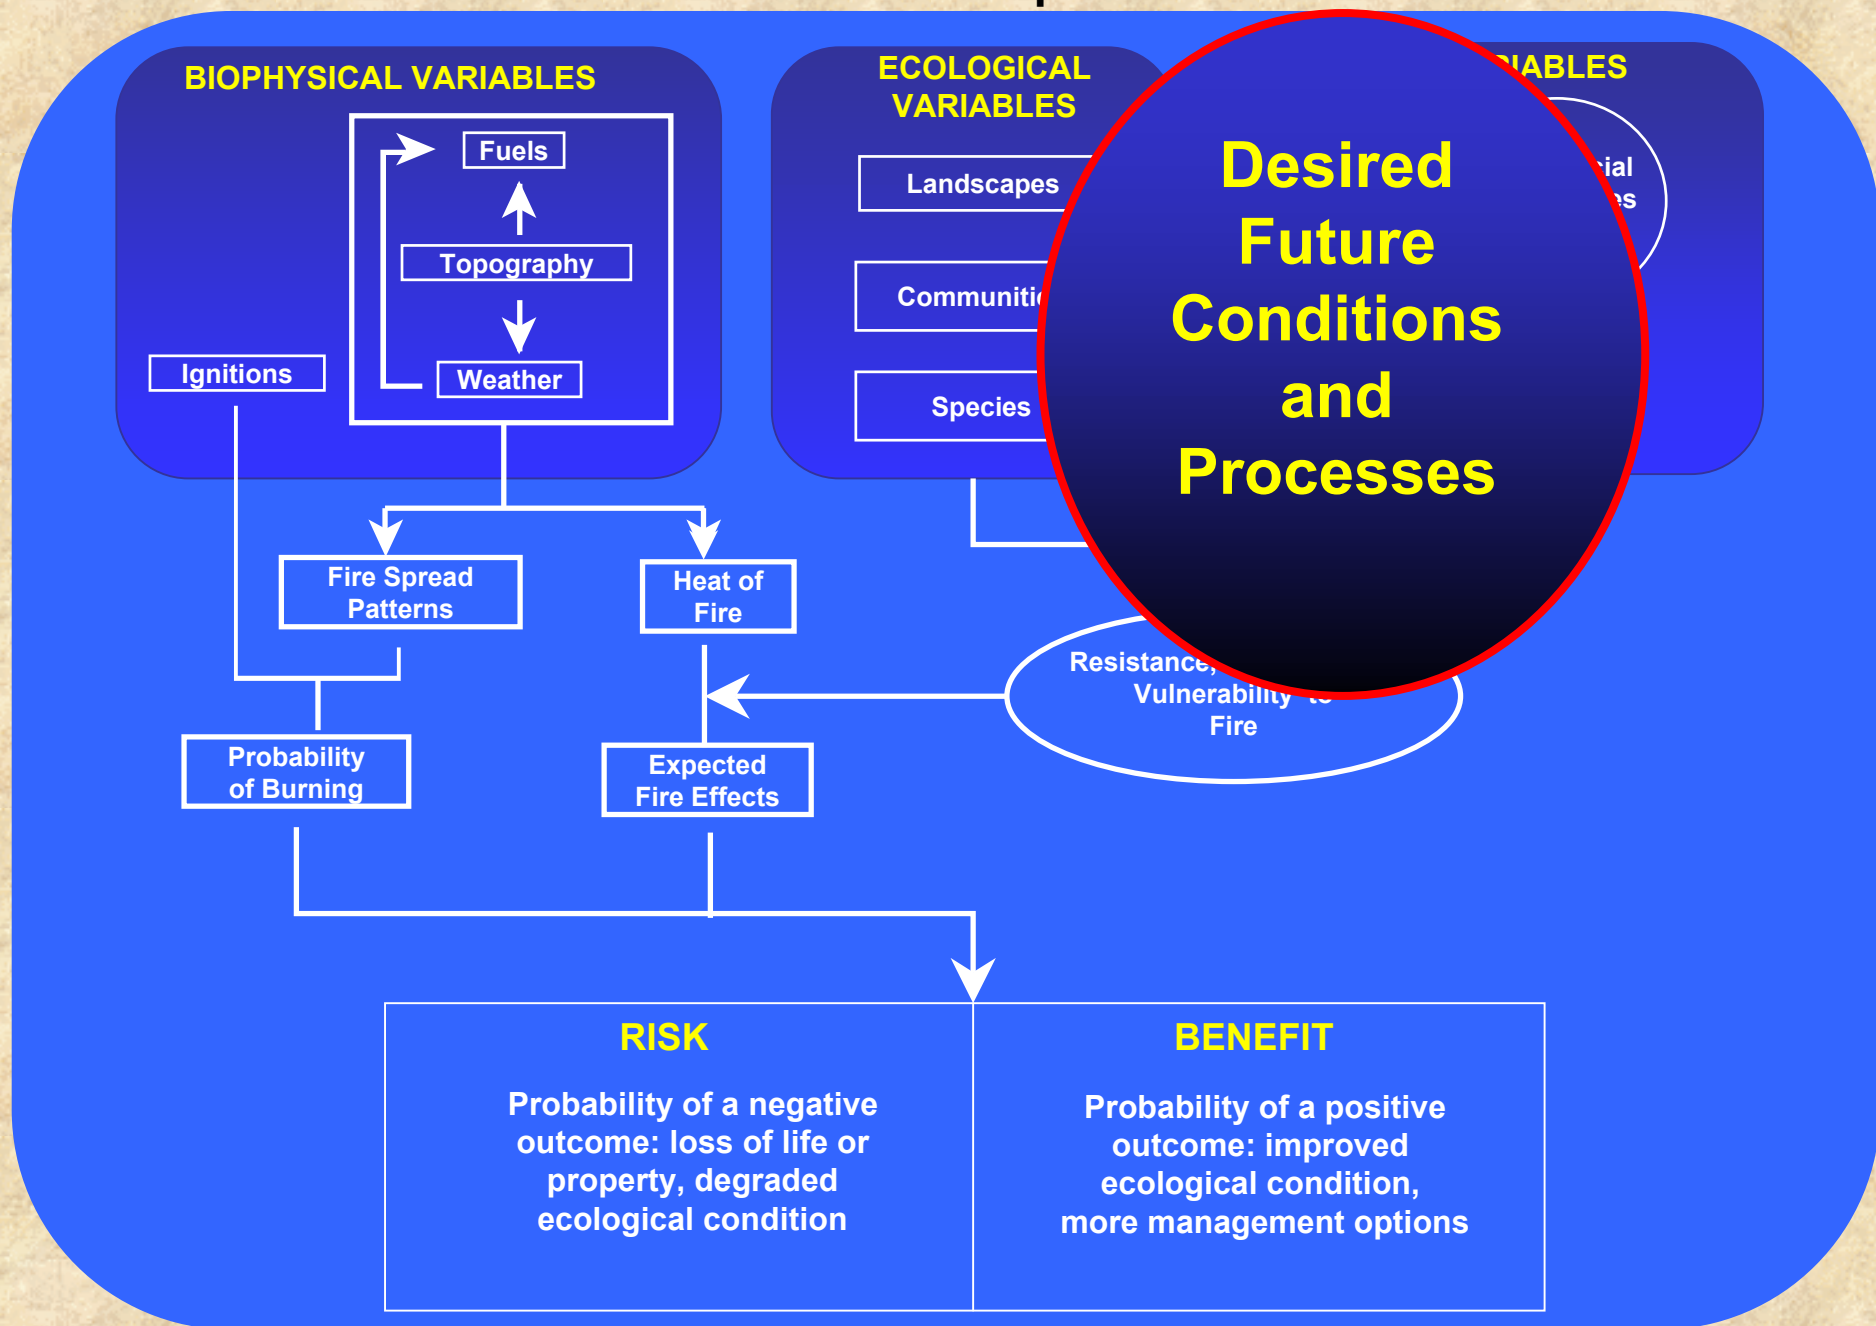 BIOPHYSICAL VARIABLES
Fuels
Topography
Weather
Ignitions
ECOLOGICAL
VARIABLES
Landscapes
Species
Desired
Future
Conditions
and
Processes
Fire Spread
Patterns
Heat of
Fire
Resistance,
Vulnerability to
Fire
Probability
of Burning
Expected
Fire Effects
RISK
Probability of a negative
outcome: loss of life or
property, degraded
ecological condition
BENEFIT
Probability of a positive
outcome: improved
ecological condition,
more management options